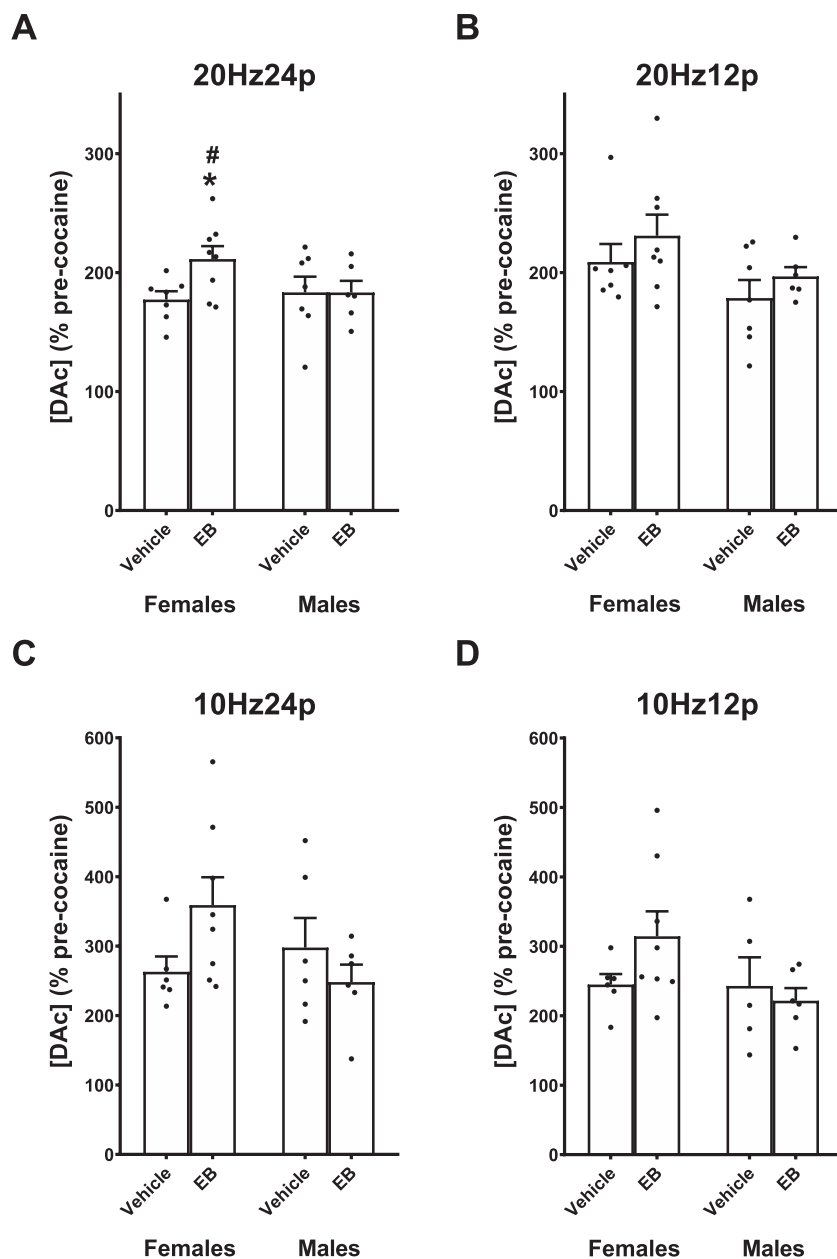 A
B
20Hz24p
20Hz12p
[DAc] (% pre-cocaine)
300
200
100
0
#
*
Vehicle
EB
Vehicle
EB
Females
Males
[DAc] (% pre-cocaine)
300
200
100
0
Vehicle
EB
Vehicle
EB
Females
Males
C
D
10Hz24p
10Hz12p
[DAc] (% pre-cocaine)
600
500
400
300
200
100
0
Vehicle
EB
Vehicle
EB
Females
Males
[DAc] (% pre-cocaine)
600
500
400
300
200
100
0
Vehicle
EB
Vehicle
EB
Females
Males